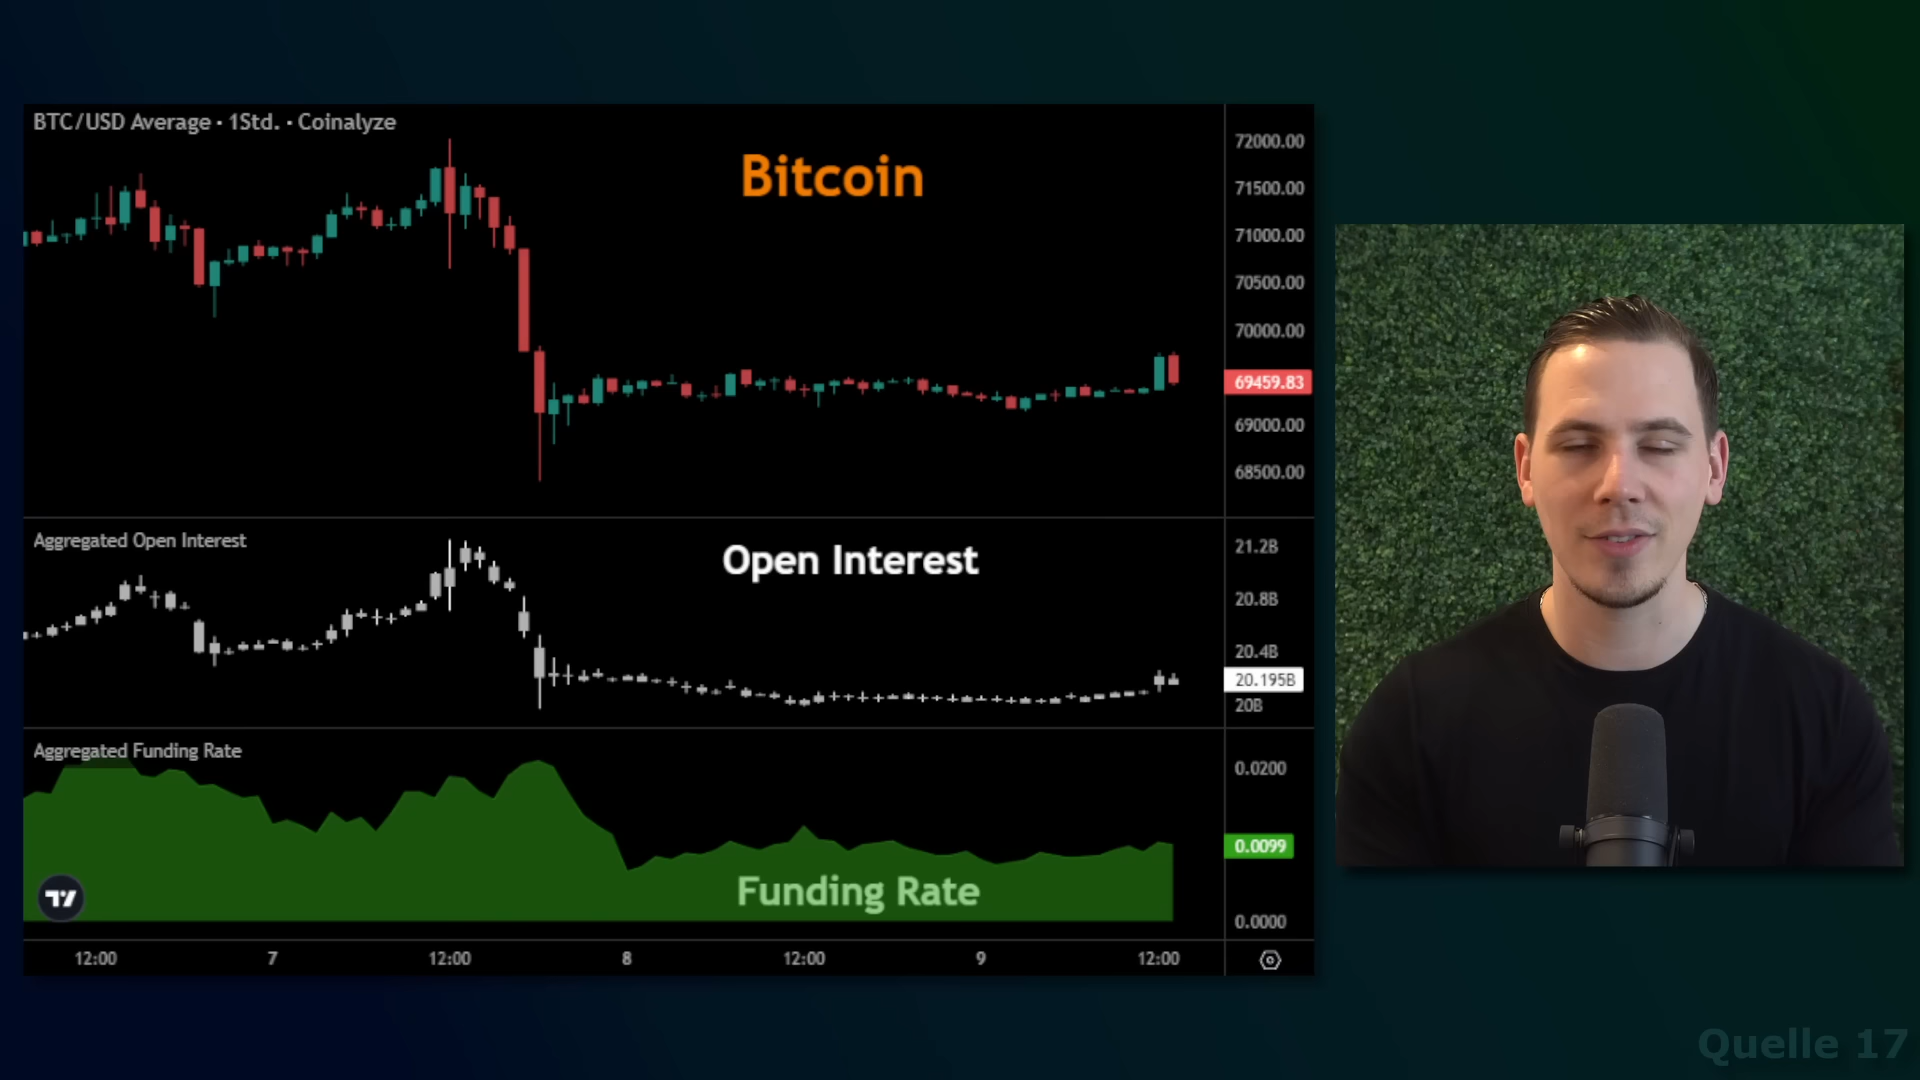 BTC/USD Average · 1Std. · Coinalyze
Bitcoin
72000.00
71500.00
71000.00
70500.00
70000.00
69459.83
69000.00
68500.00
Aggregated Open Interest
Open Interest
21.2B
20.8B
20.4B
20.195B
20B
Aggregated Funding Rate
Funding Rate
0.0200
0.0099
0.0000
12:00 7 12:00 8 12:00 9 12:00
Quelle 17